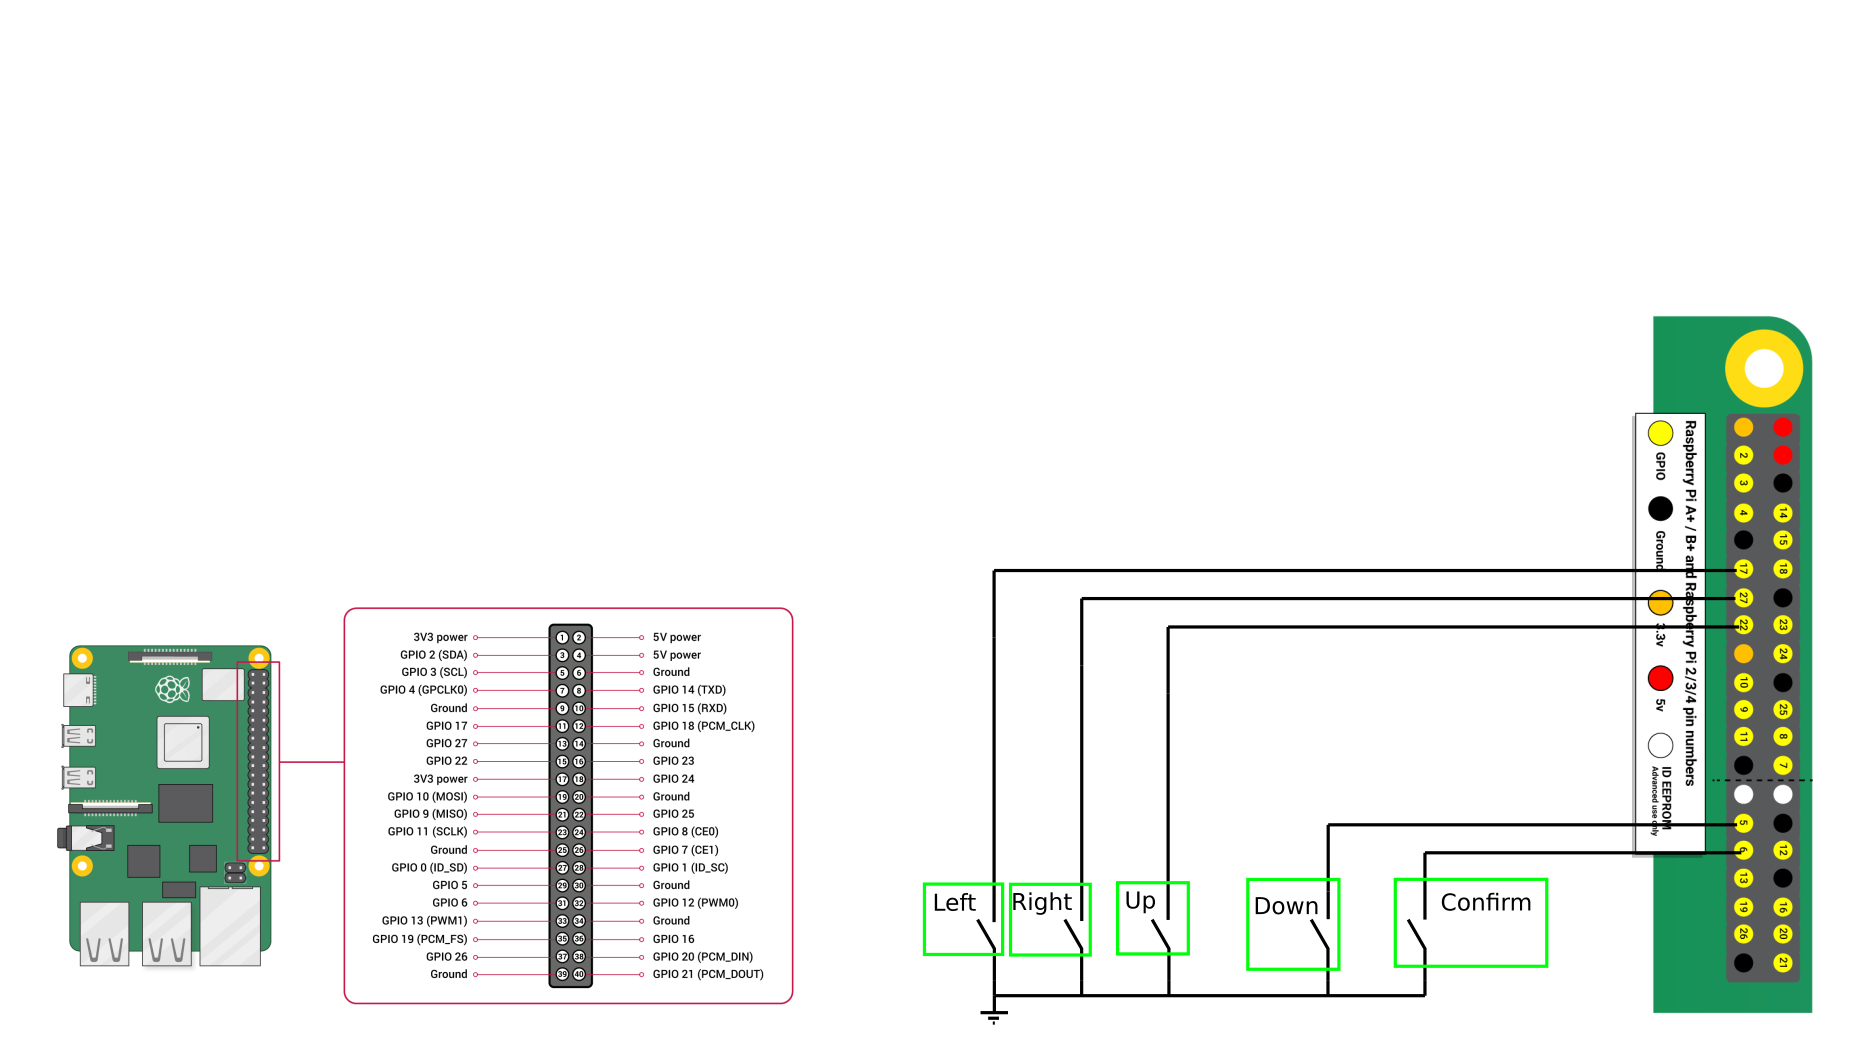 3V3 power 1 2 5V power
GPIO 2 (SDA) 3 4 5V power
GPIO 3 (SCL) 5 6 Ground
GPIO 4 (GPCLK0) 7 8 GPIO 14 (TXD)
Ground 9 10 GPIO 15 (RXD)
GPIO 17 11 12 GPIO 18 (PCM_CLK)
GPIO 27 13 14 Ground
GPIO 22 15 16 GPIO 23
3V3 power 17 18 GPIO 24
GPIO 10 (MOSI) 19 20 Ground
GPIO 9 (MISO) 21 22 GPIO 25
GPIO 11 (SCLK) 23 24 GPIO 8 (CE0)
Ground 25 26 GPIO 7 (CE1)
GPIO 0 (ID_SD) 27 28 GPIO 1 (ID_SC)
GPIO 5 29 30 Ground
GPIO 6 31 32 GPIO 12 (PWM0)
GPIO 13 (PWM1) 33 34 Ground
GPIO 19 (PCM_FS) 35 36 GPIO 16
GPIO 26 37 38 GPIO 20 (PCM_DIN)
Ground 39 40 GPIO 21 (PCM_DOUT)
Left
Right
Up
Down
Confirm
Raspberry Pi A+ / B+ and Raspberry Pi 2/3/4 pin numbers
GPIO
Ground
3.3v
5v
ID EEPROM
Advanced use only
2
3
4 14
15
17 18
27
22 23
24
10
9 25
11 8
7
5
6 12
13
19 16
26 20
21